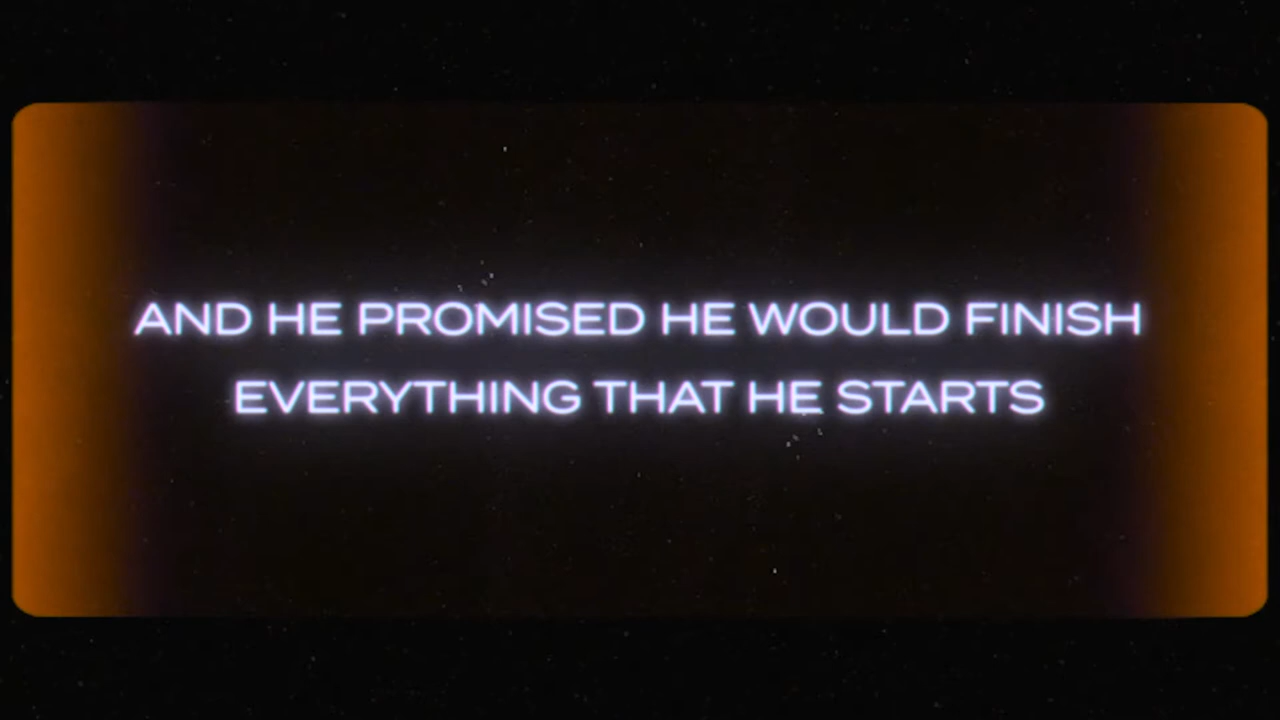 AND HE PROMISED HE WOULD FINISH
EVERYTHING THAT HE STARTS